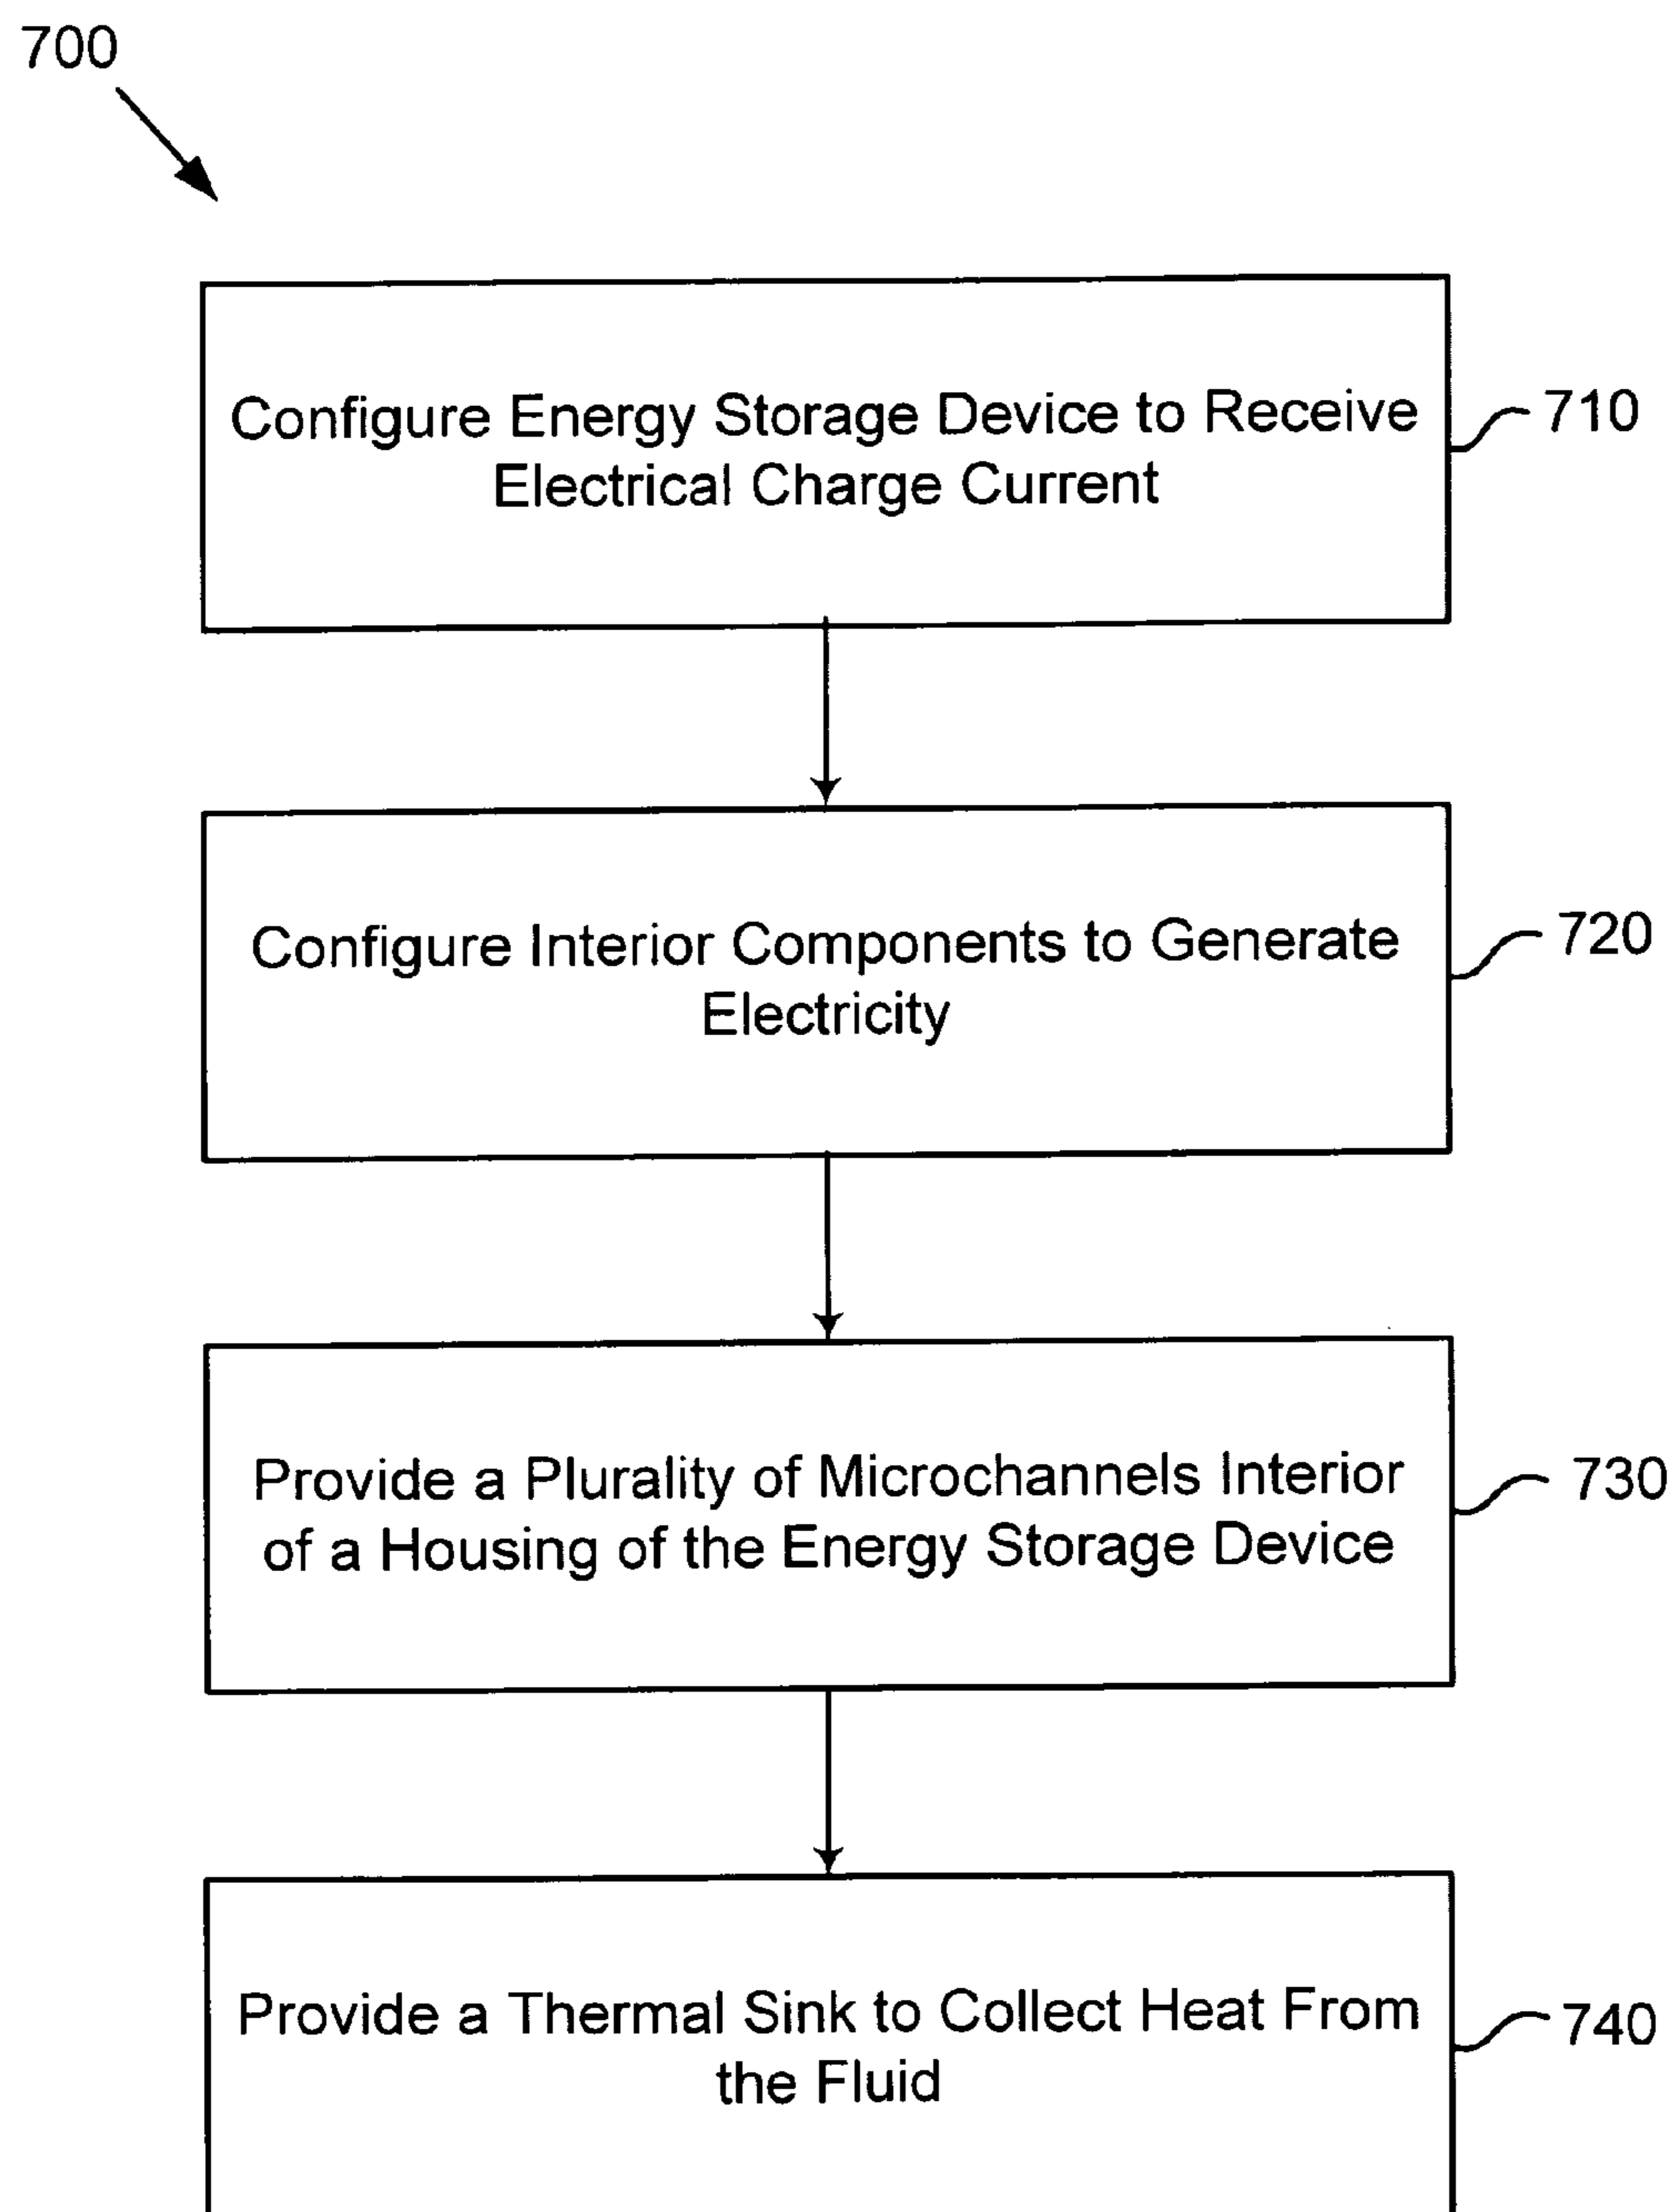 700
Configure Energy Storage Device to Receive
Electrical Charge Current
710
Configure Interior Components to Generate
Electricity
720
Provide a Plurality of Microchannels Interior
of a Housing of the Energy Storage Device
730
Provide a Thermal Sink to Collect Heat From
the Fluid
740